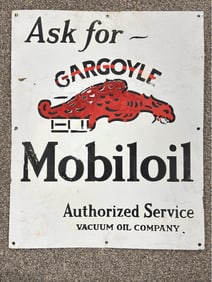 Ask for ~
GARGOYLE
Mobiloil
Authorized Service
VACUUM OIL COMPANY